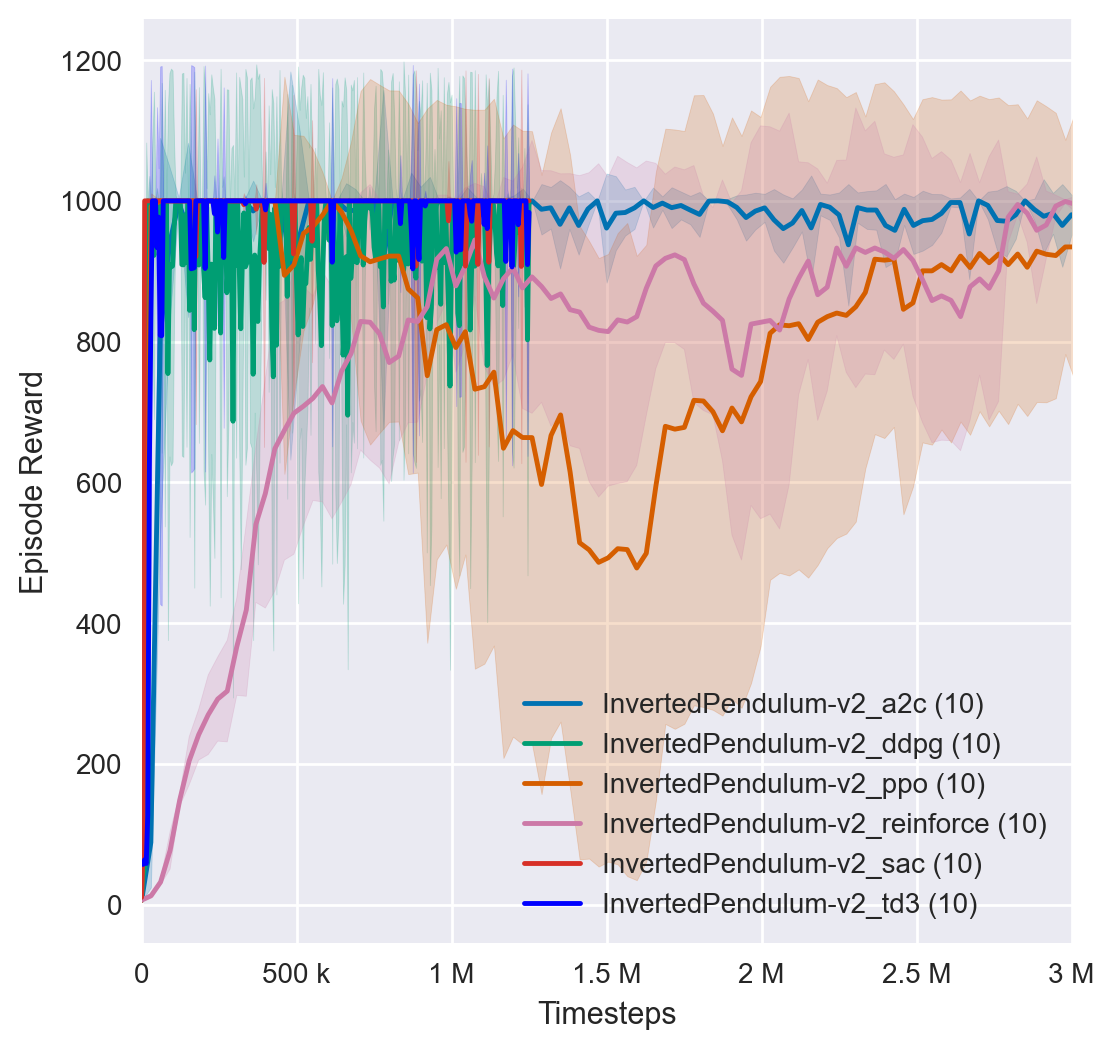 1200
1000
800
600
400
200
0
Episode Reward
InvertedPendulum-v2_a2c (10)
InvertedPendulum-v2_ddpg (10)
InvertedPendulum-v2_ppo (10)
InvertedPendulum-v2_reinforce (10)
InvertedPendulum-v2_sac (10)
InvertedPendulum-v2_td3 (10)
0 500 k 1 M 1.5 M 2 M 2.5 M 3 M
Timesteps